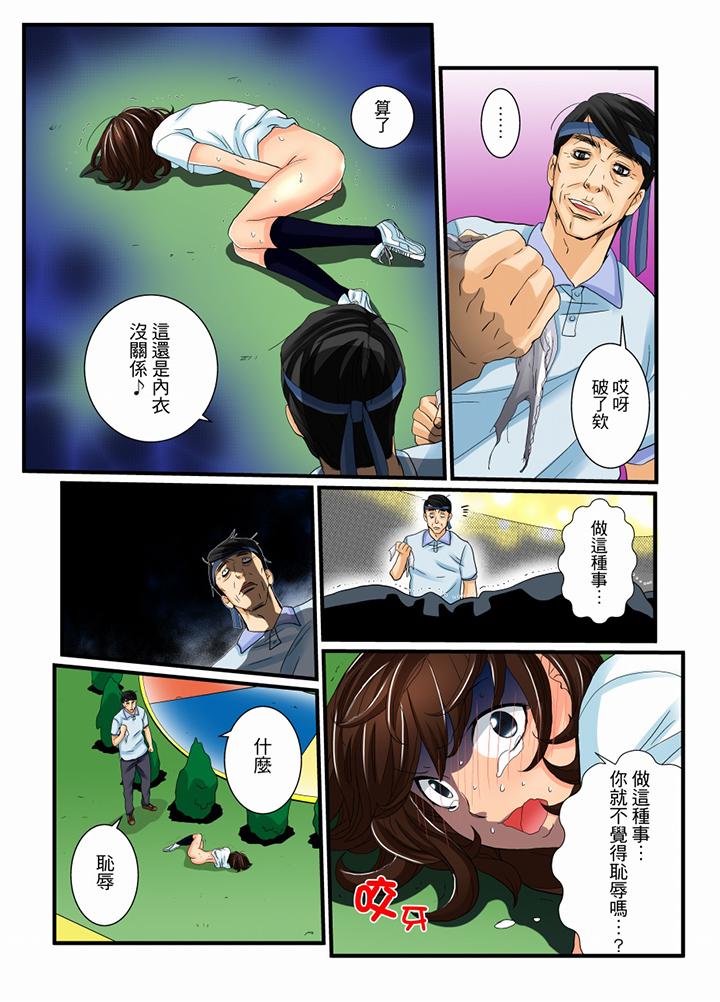 ……
哎呀
破了欸
算了
這還是內衣
沒關係♪
做這種事…
做這種事…
你就不覺得恥辱嗎…?
咬牙
什麼
恥辱